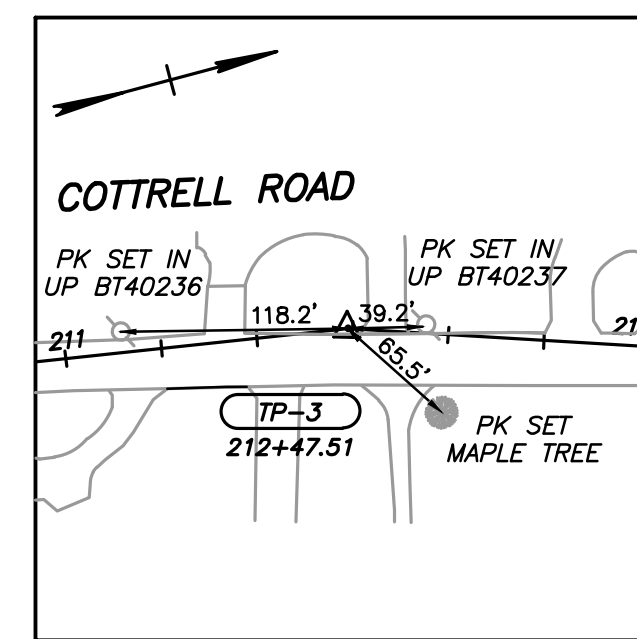 COTTRELL ROAD
PK SET IN
UP BT40236
PK SET IN
UP BT40237
118.2'
39.2'
211
21
65.5'
TP-3
212+47.51
PK SET
MAPLE TREE